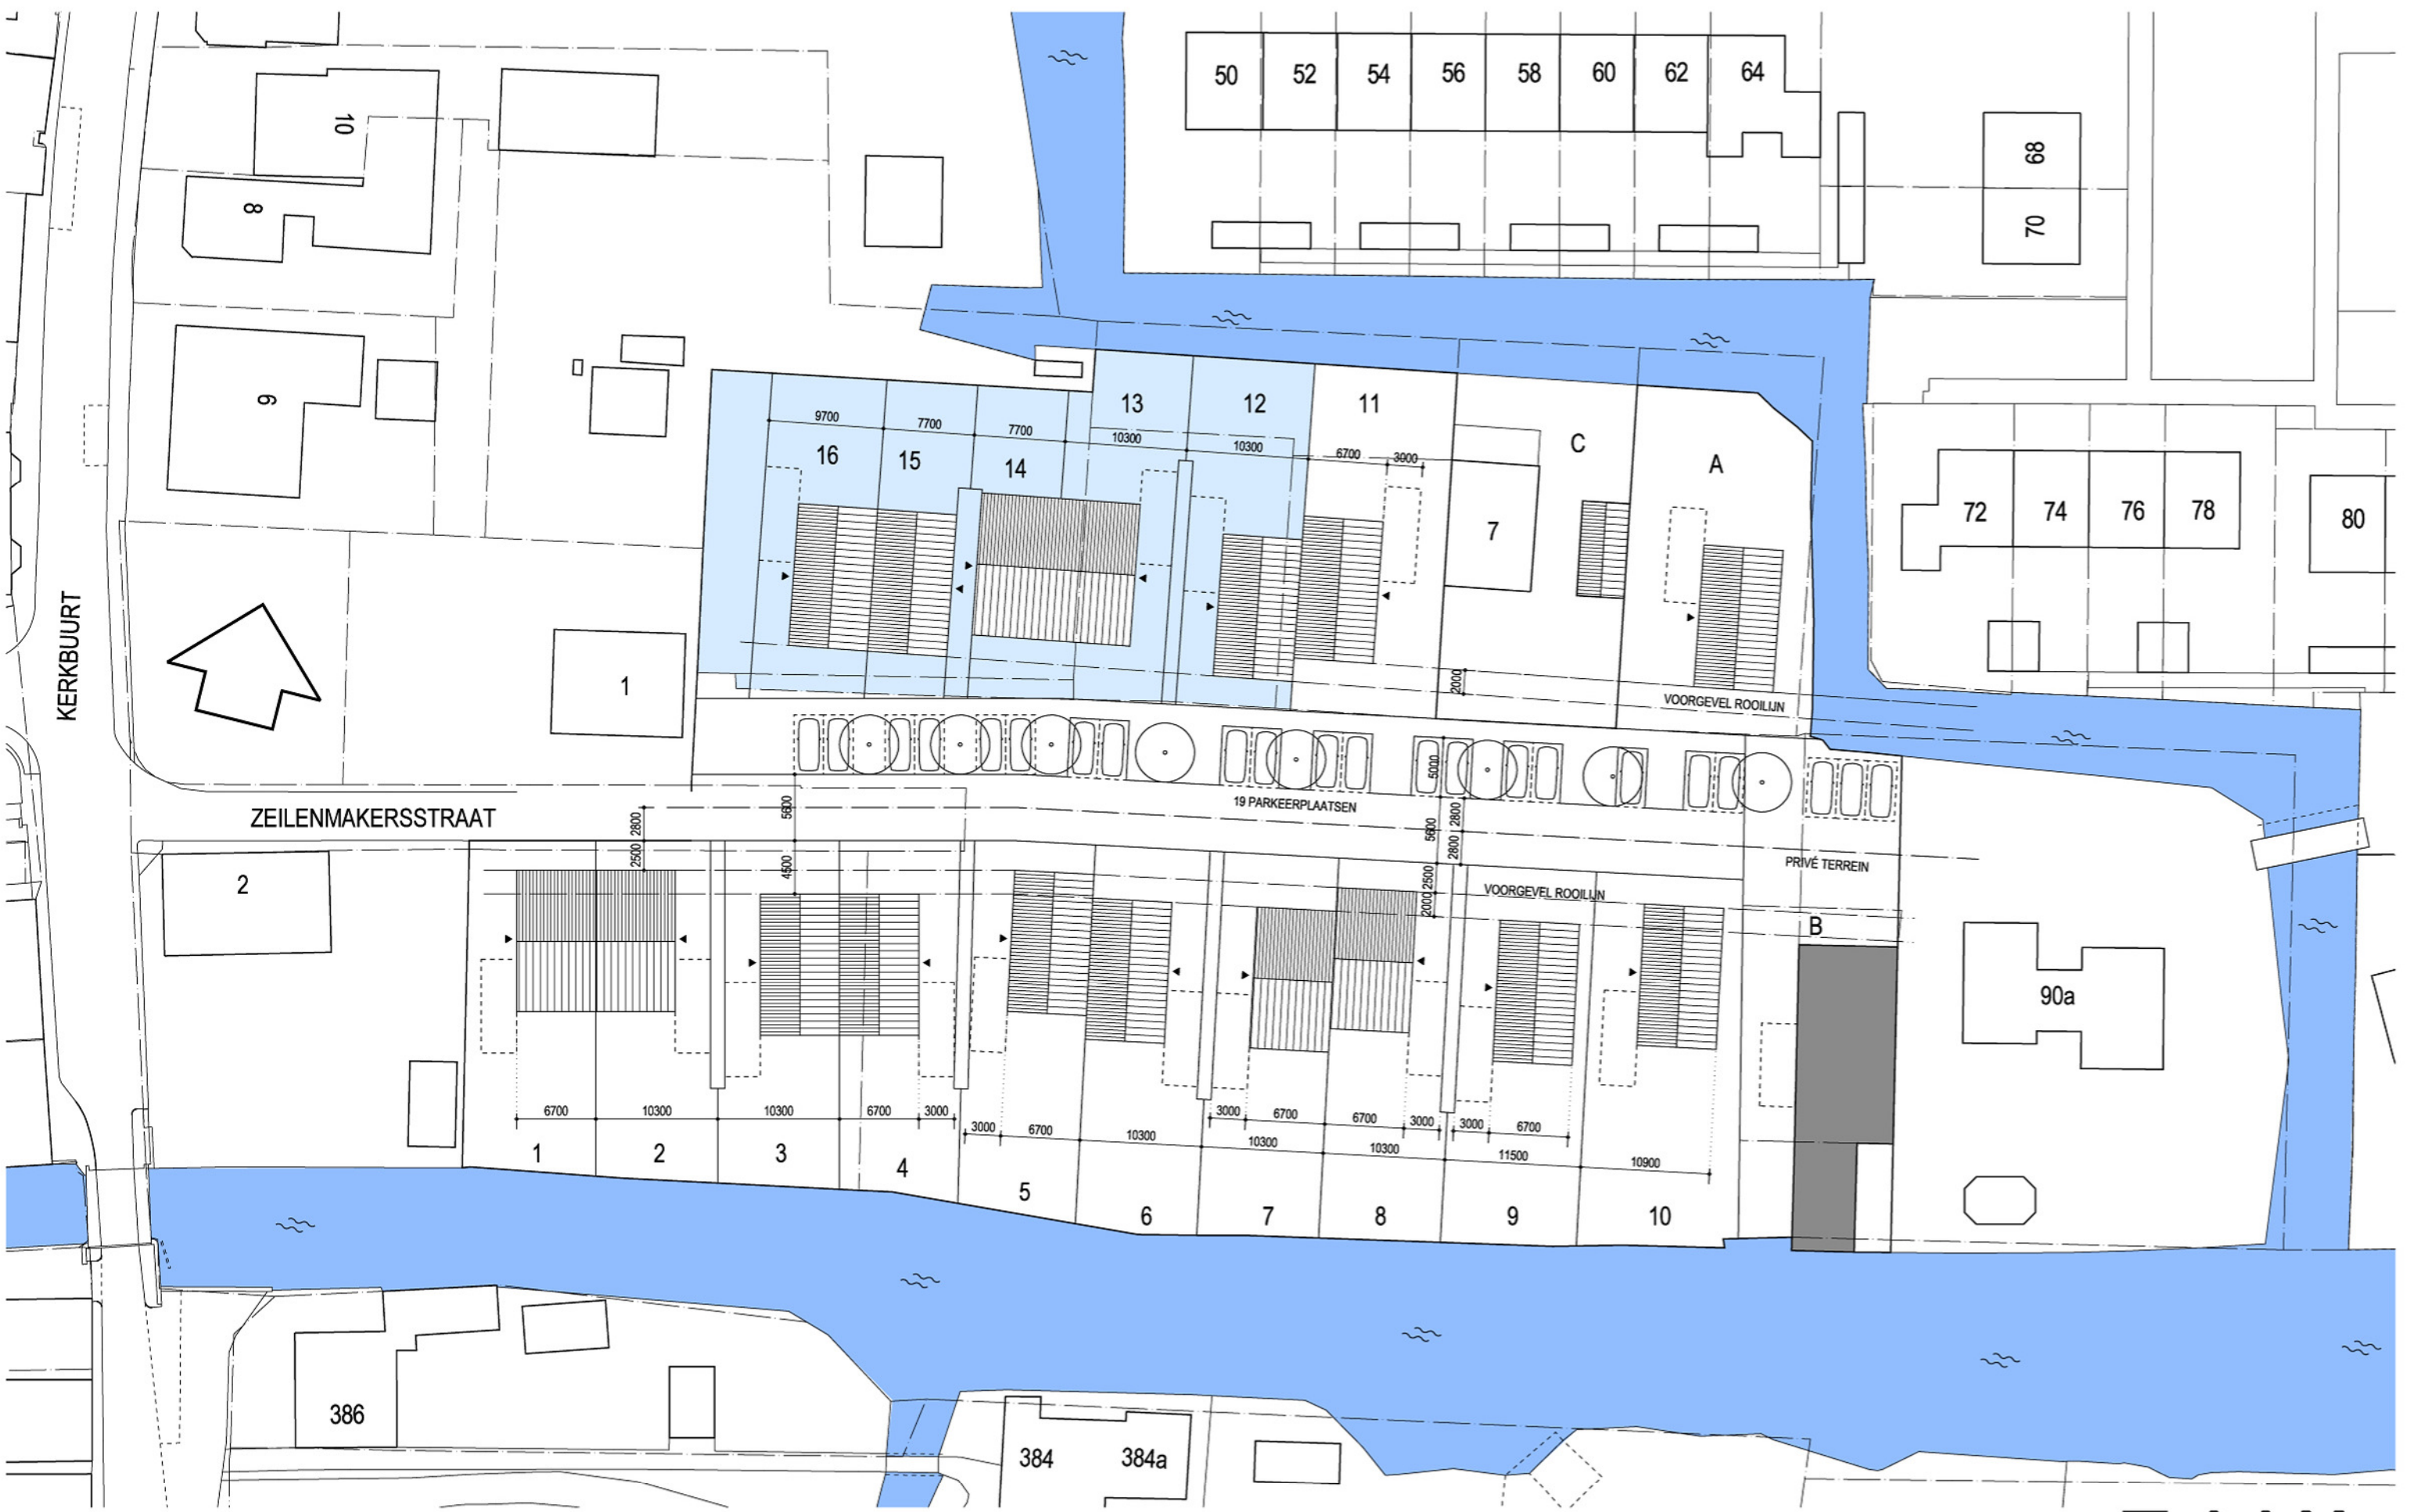 50 52 54 56 58 60 62 64
10
68
8
70
6
13 12 11
9700 7700 7700 10300 10300 6700 3000
16 15 14
C
A
7
72 74 76 78 80
KERKBUURT
1
2000
VOORGEVEL ROOILIJN
5000
19 PARKEERPLAATSEN
ZEILENMAKERSSTRAAT
2800 5600 5600 2800
2500 4500 2800
PRIVÉ TERREIN
2
2500
VOORGEVEL ROOILIJN
2000
B
90a
6700 10300 10300 6700 3000
3000 6700 10300
3000 6700 6700 3000 3000 6700
10300 10300 11500 10900
1 2 3 4 5 6 7 8 9 10
386
384 384a